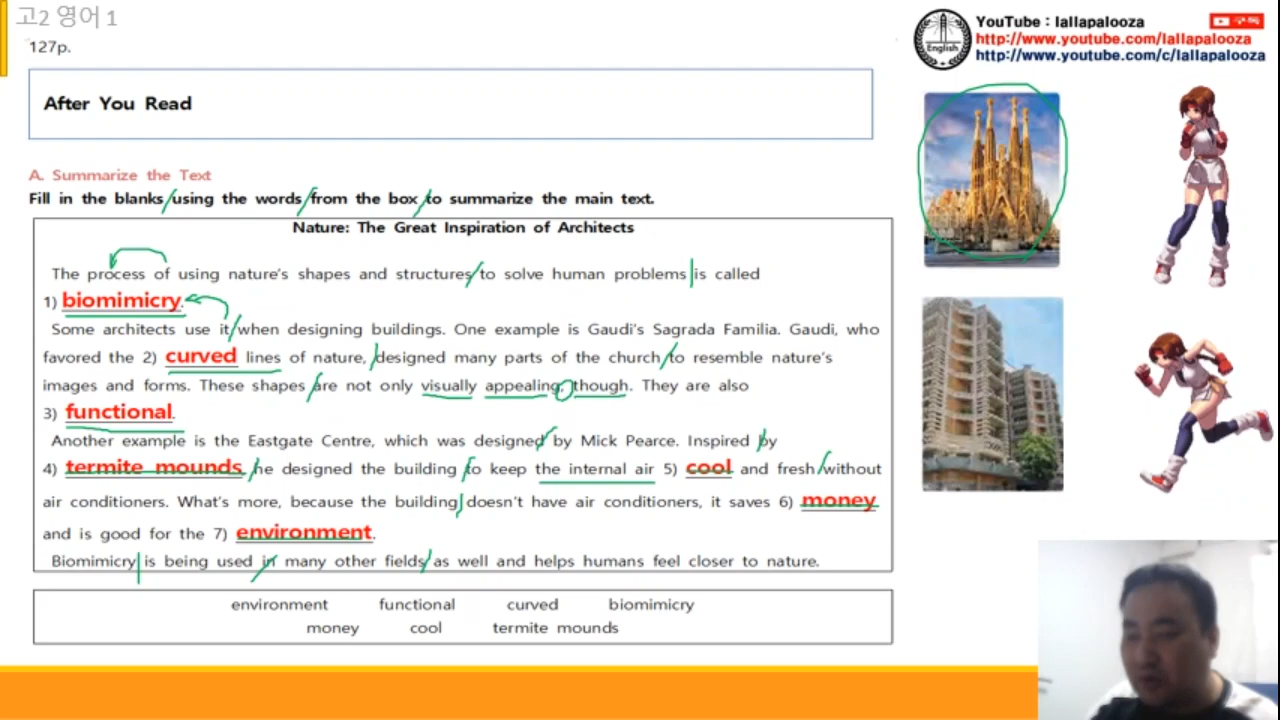 고2 영어 1
127p.
After You Read
A. Summarize the Text
Fill in the blanks using the words from the box to summarize the main text.
Nature: The Great Inspiration of Architects
The process of using nature's shapes and structures to solve human problems is called
1) biomimicry.
Some architects use it when designing buildings. One example is Gaudi's Sagrada Familia. Gaudi, who
favored the 2) curved lines of nature, designed many parts of the church to resemble nature's
images and forms. These shapes are not only visually appealing, though. They are also
3) functional.
Another example is the Eastgate Centre, which was designed by Mick Pearce. Inspired by
4) termite mounds, he designed the building to keep the internal air 5) cool and fresh without
air conditioners. What's more, because the building doesn't have air conditioners, it saves 6) money
and is good for the 7) environment.
Biomimicry is being used in many other fields as well and helps humans feel closer to nature.
environment functional curved biomimicry
money cool termite mounds
English
YouTube : lallapalooza
구독
http://www.youtube.com/lallapalooza
http://www.youtube.com/c/lallapalooza